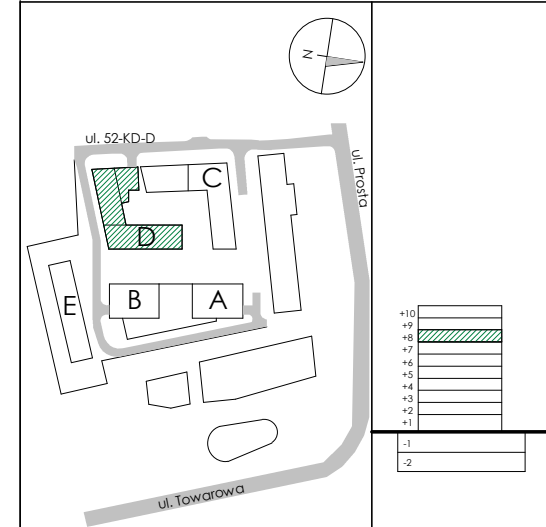 N
ul. 52-KD-D
C
ul. Prosta
D
E
B
A
ul. Towarowa
+10
+9
+8
+7
+6
+5
+4
+3
+2
+1
-1
-2